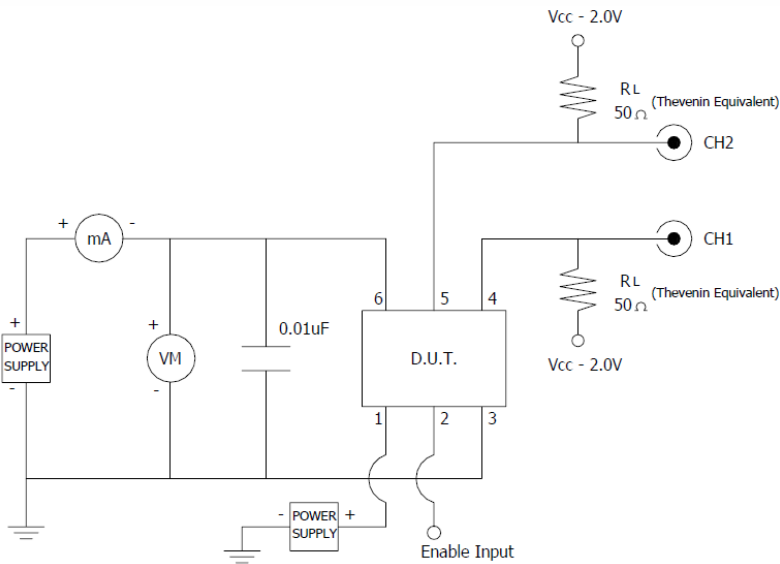 Vcc - 2.0V
RL
50Ω
(Thevenin Equivalent)
CH2
+
-
mA
CH1
6
5
4
RL
50Ω
(Thevenin Equivalent)
+
POWER
SUPPLY
-
+
VM
-
0.01uF
D.U.T.
Vcc - 2.0V
1
2
3
-
POWER
SUPPLY
+
Enable Input